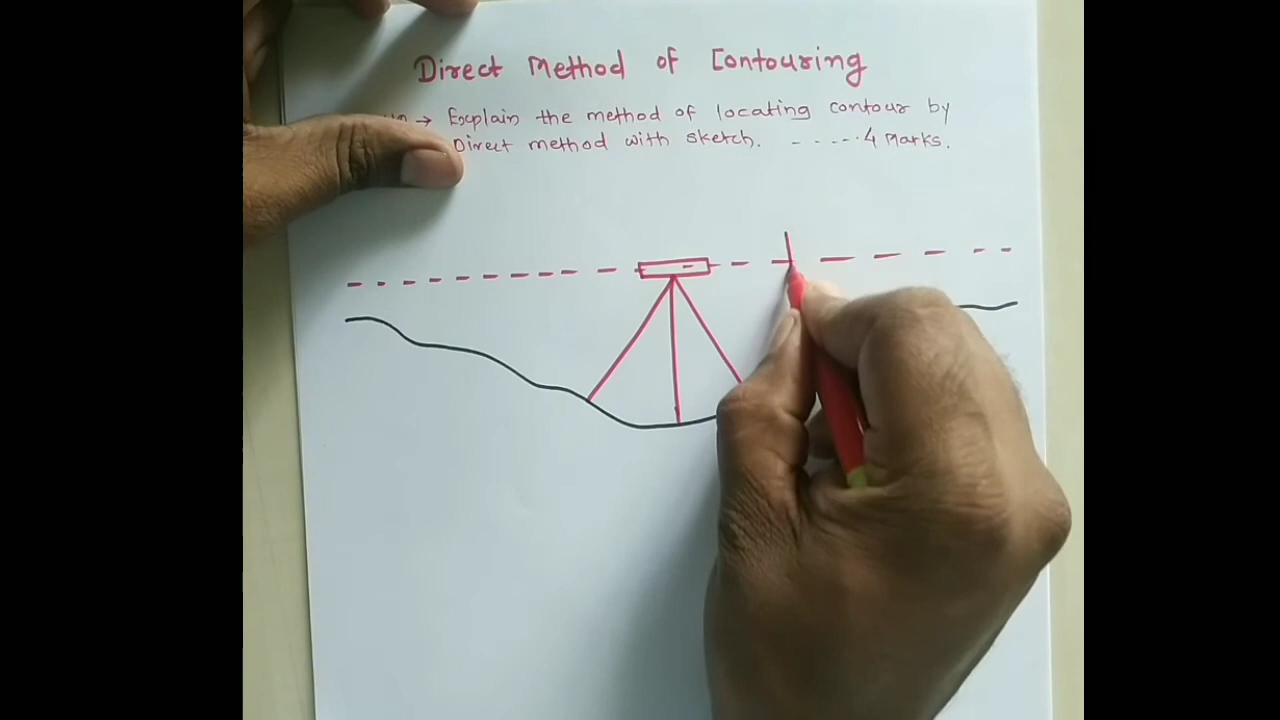 Direct Method of Contouring
→ Explain the method of locating contour by
Direct method with sketch. - - - - - 4 Marks.